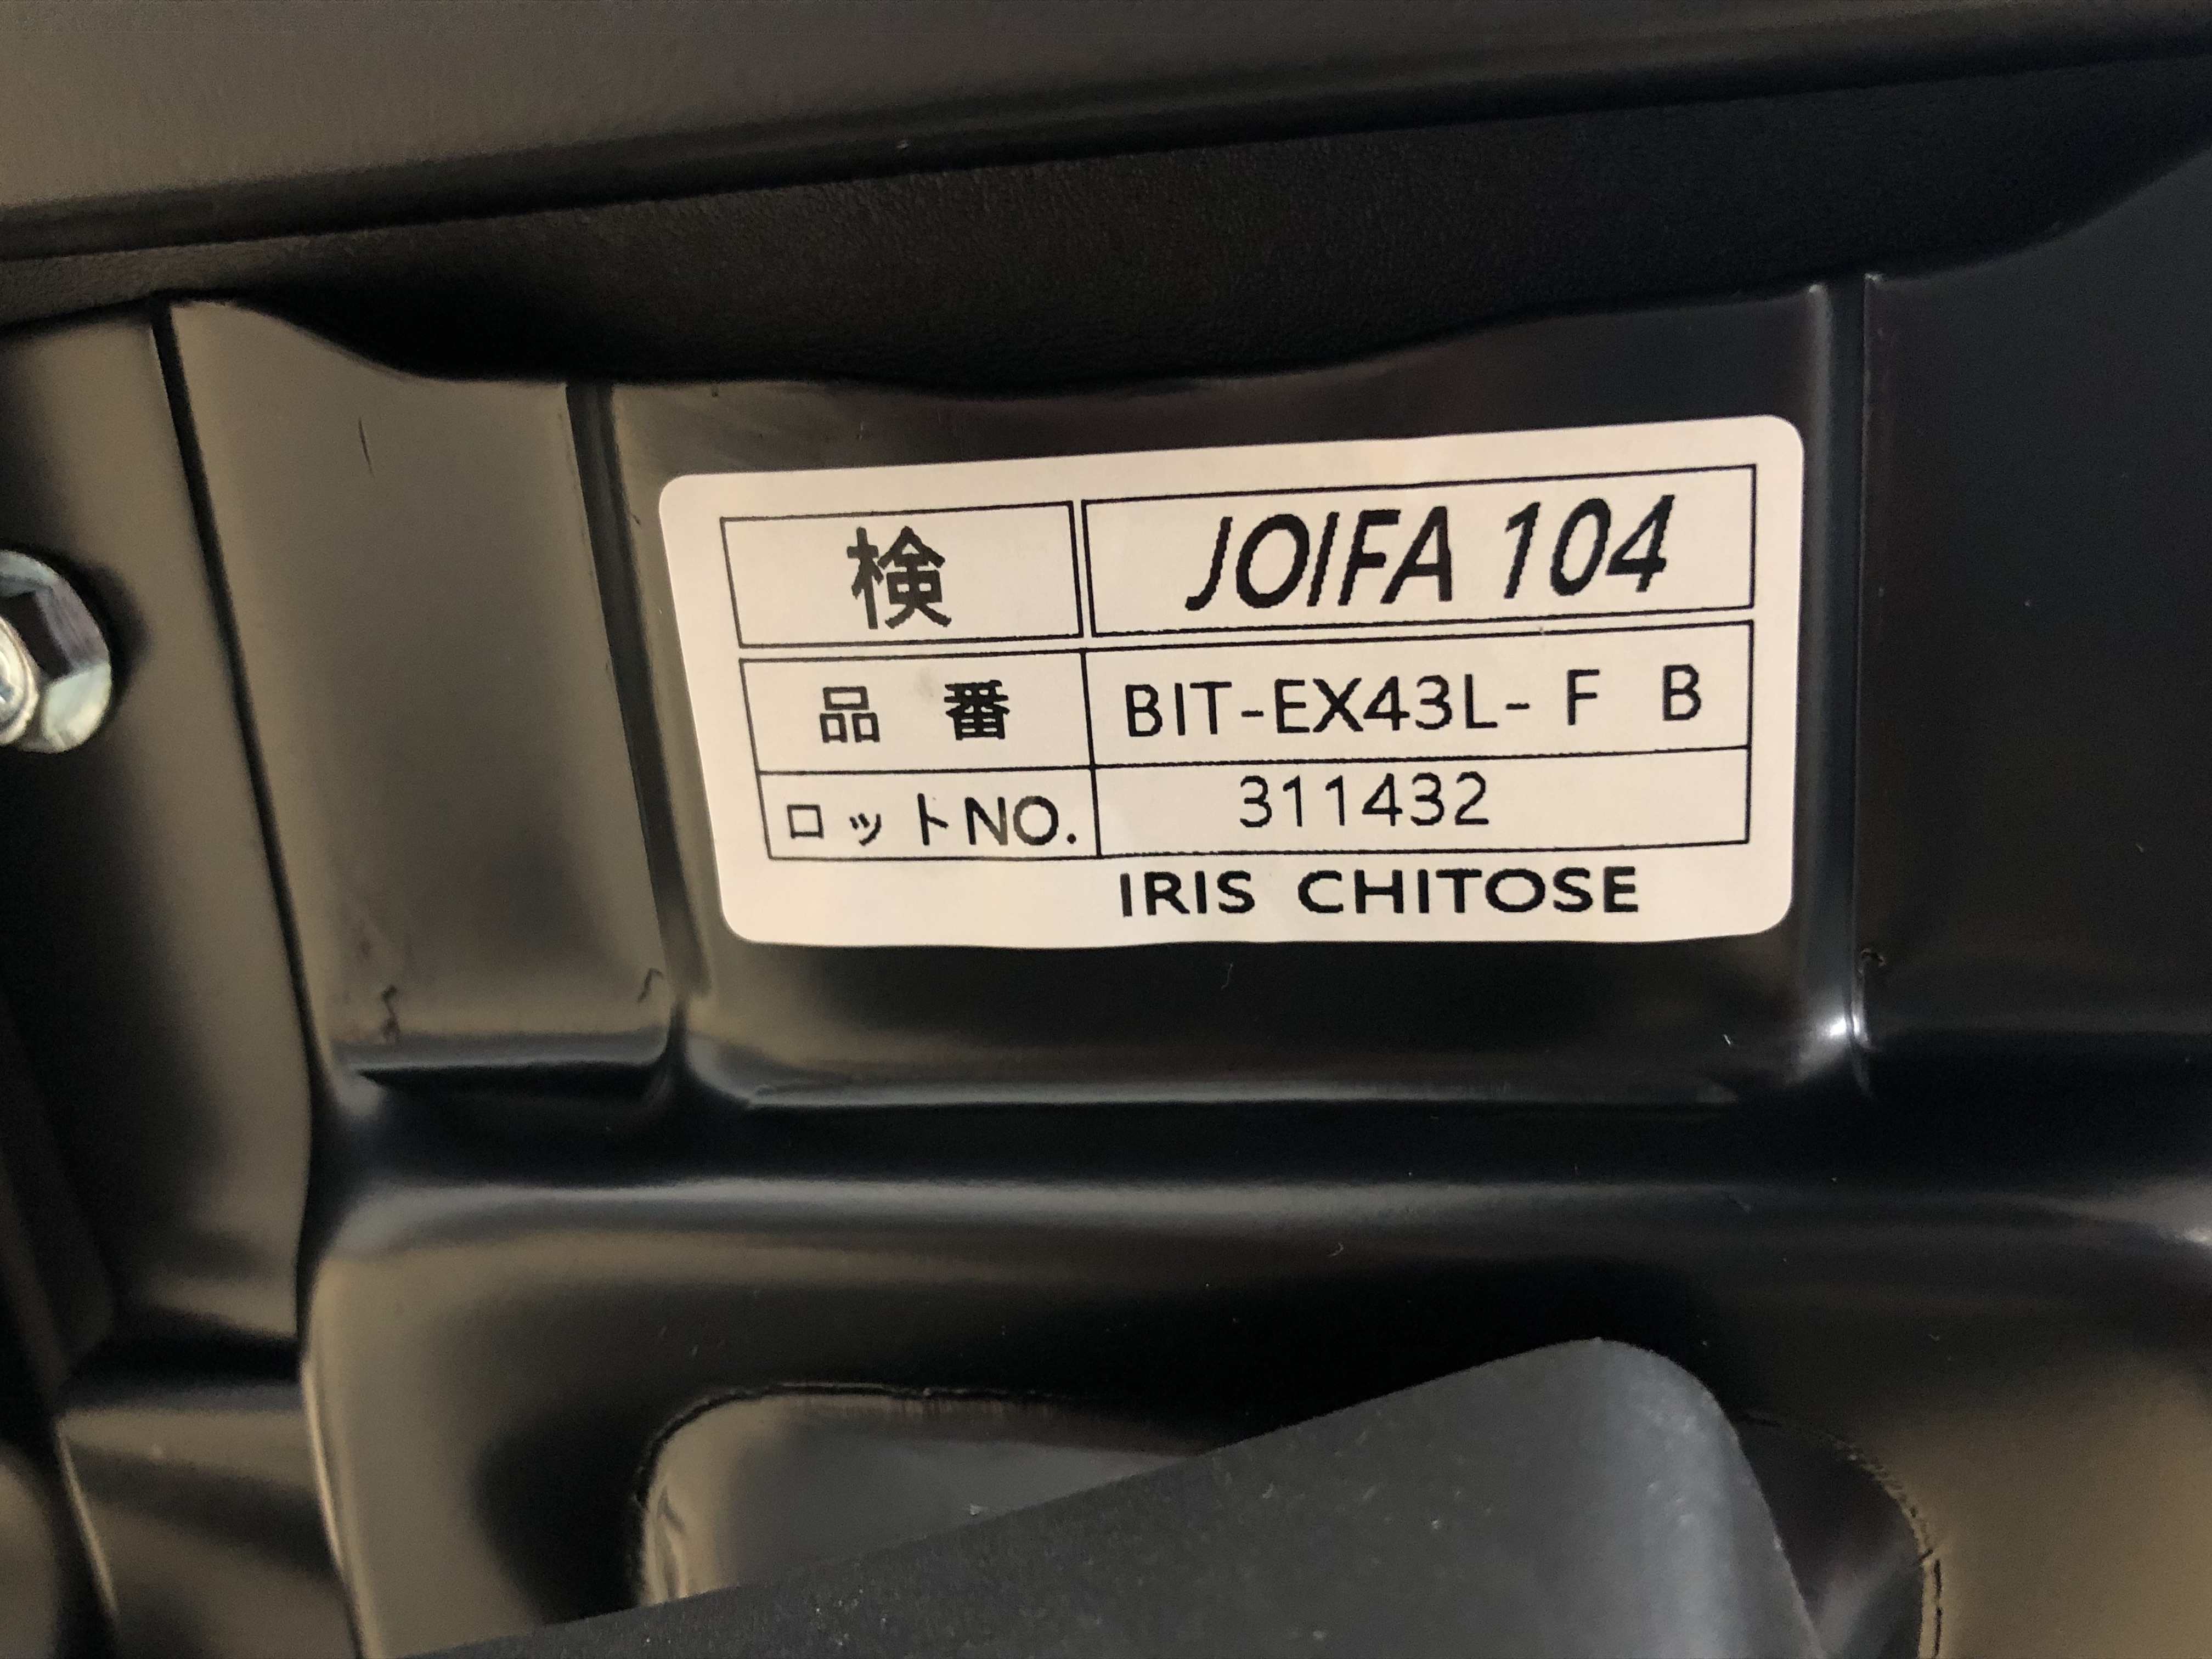 検 JOIFA 104
品 番 BIT-EX43L- F B
ロットNO. 311432
IRIS CHITOSE